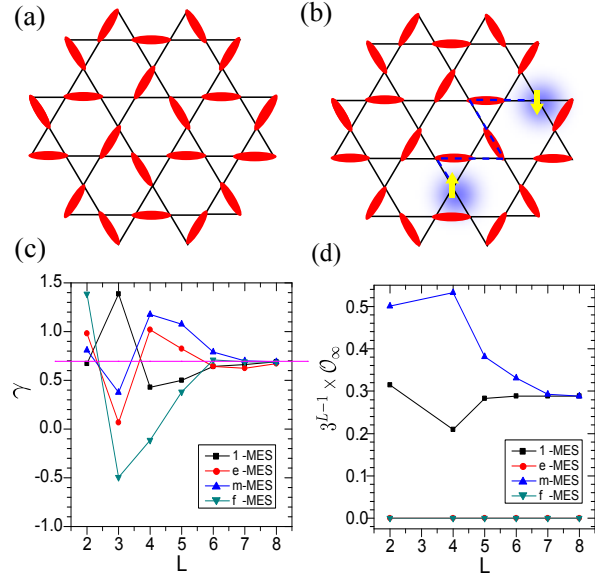 (a)
(b)
(c)
(d)
1.5
1.0
0.5
0.0
-0.5
-1.0
γ
2 3 4 5 6 7 8
L
1 -MES
e -MES
m-MES
f -MES
0.5
0.4
0.3
0.2
0.1
0.0
3^{L-1} × 𝒪_∞
2 3 4 5 6 7 8
L
1 -MES
e -MES
m-MES
f -MES